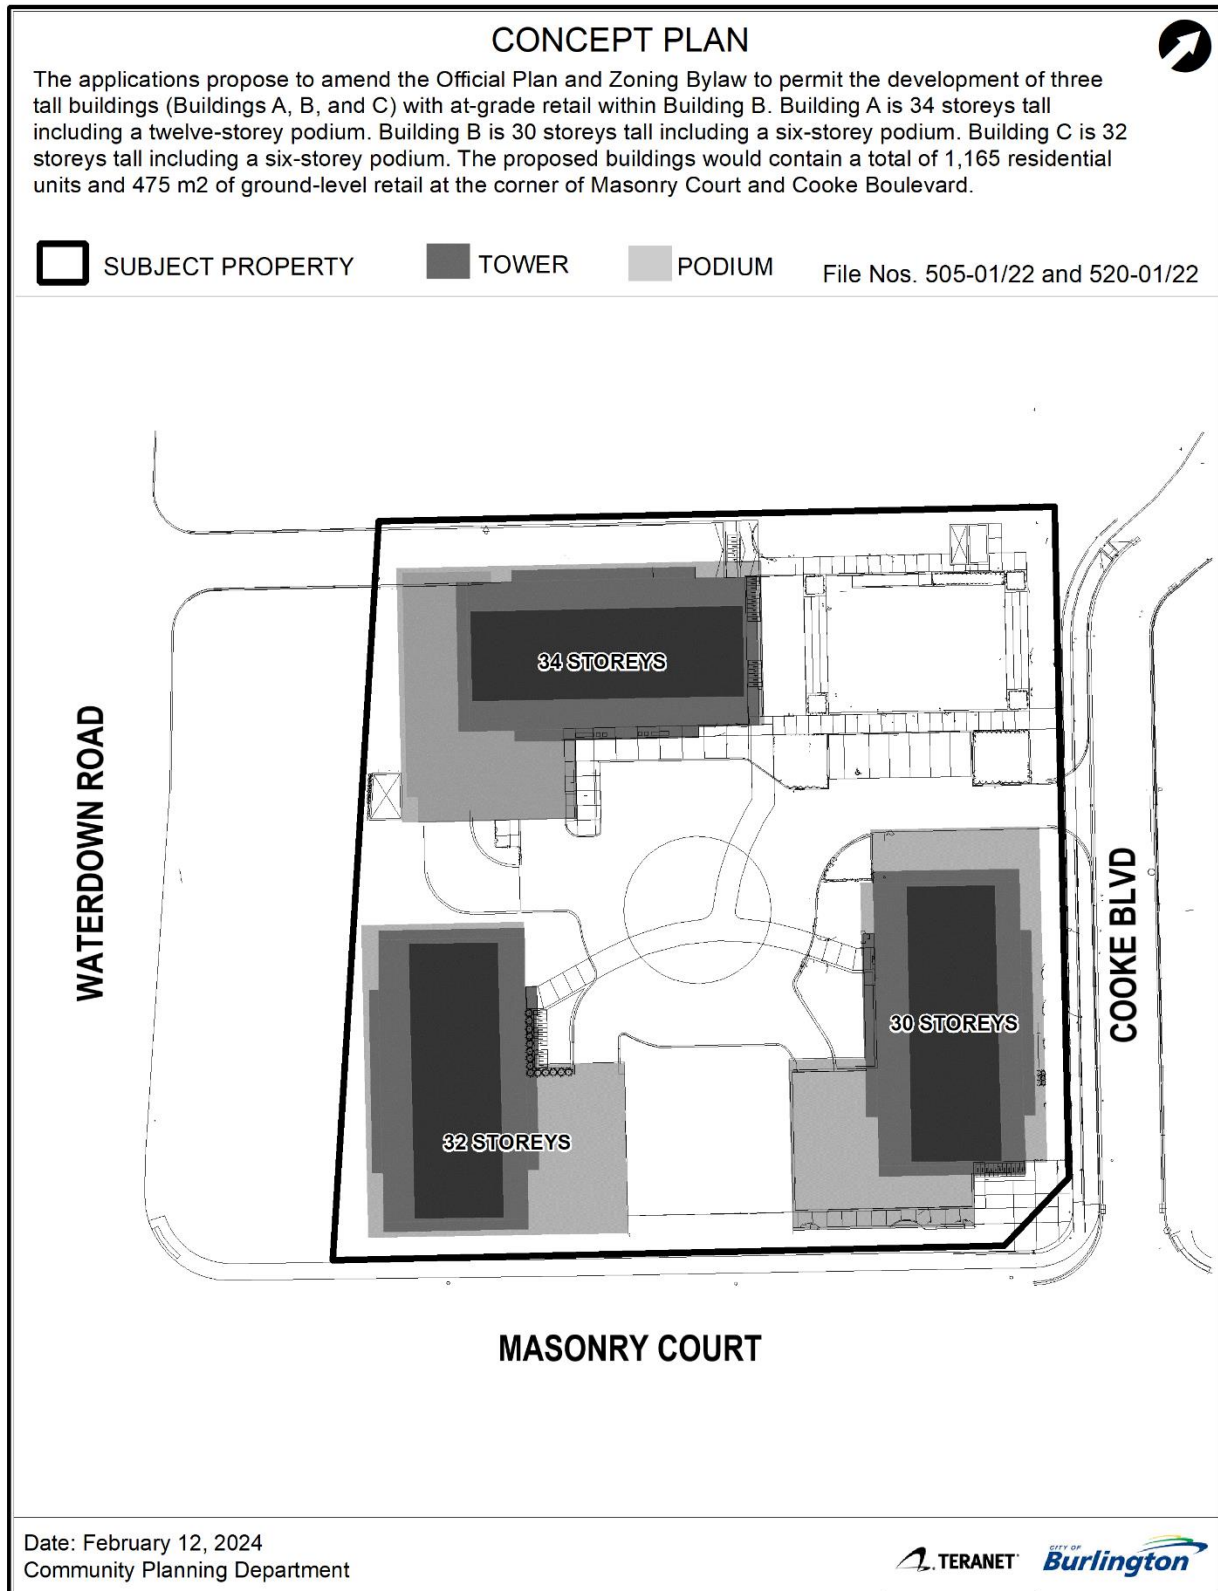 CONCEPT PLAN
The applications propose to amend the Official Plan and Zoning Bylaw to permit the development of three
tall buildings (Buildings A, B, and C) with at-grade retail within Building B. Building A is 34 storeys tall
including a twelve-storey podium. Building B is 30 storeys tall including a six-storey podium. Building C is 32
storeys tall including a six-storey podium. The proposed buildings would contain a total of 1,165 residential
units and 475 m2 of ground-level retail at the corner of Masonry Court and Cooke Boulevard.
SUBJECT PROPERTY
TOWER
PODIUM
File Nos. 505-01/22 and 520-01/22
34 STOREYS
WATERDOWN ROAD
COOKE BLVD
30 STOREYS
32 STOREYS
MASONRY COURT
Date: February 12, 2024
Community Planning Department
TERANET
CITY OF
Burlington